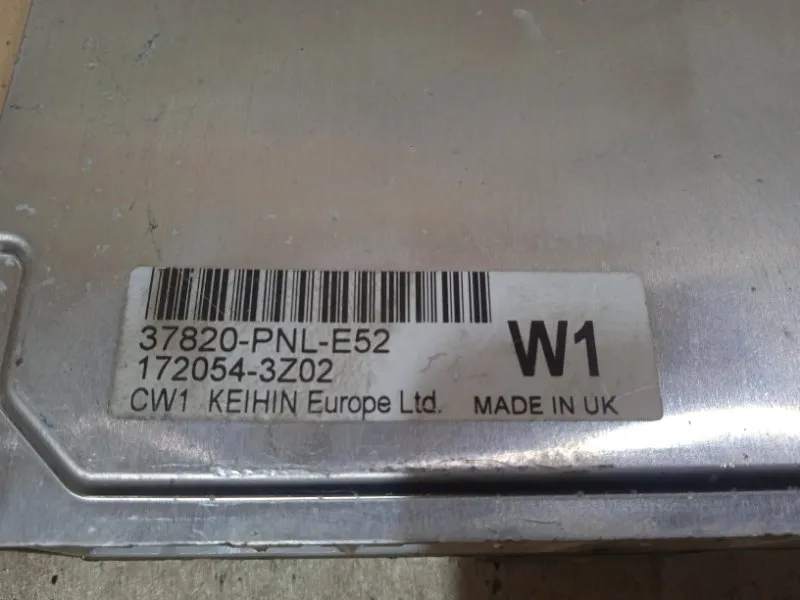 37820-PNL-E52
172054-3Z02
W1
CW1 KEIHIN Europe Ltd. MADE IN UK